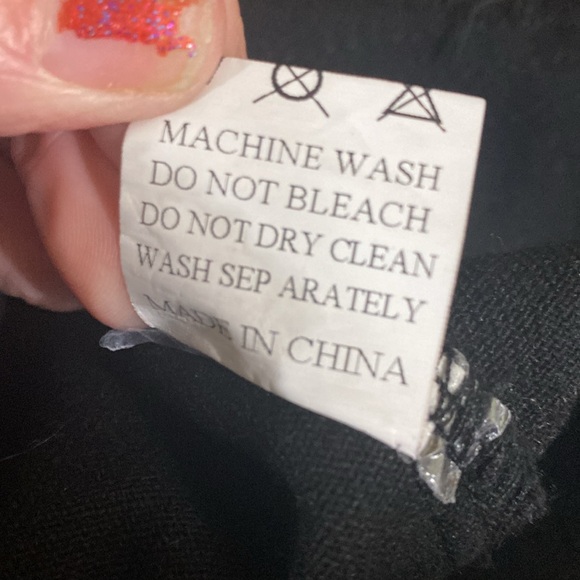 MACHINE WASH
DO NOT BLEACH
DO NOT DRY CLEAN
WASH SEP ARATELY
MADE IN CHINA